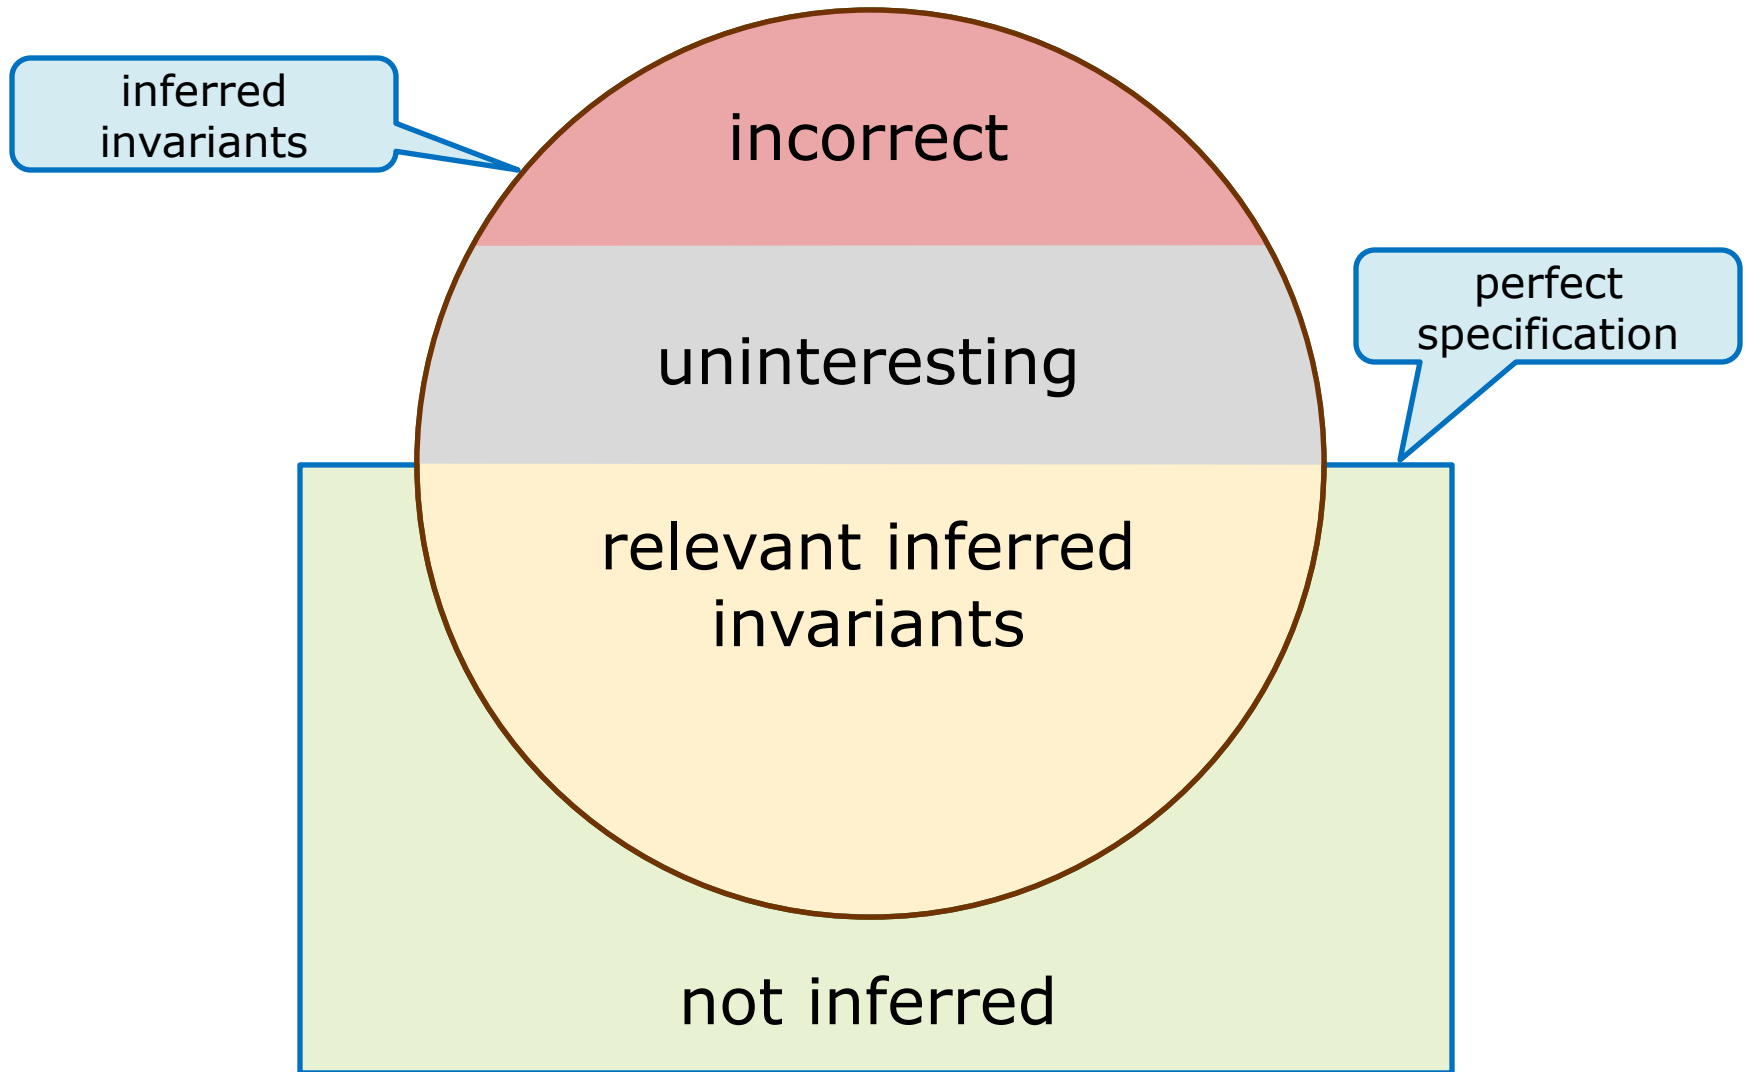 inferred
invariants
incorrect
perfect
specification
uninteresting
relevant inferred
invariants
not inferred